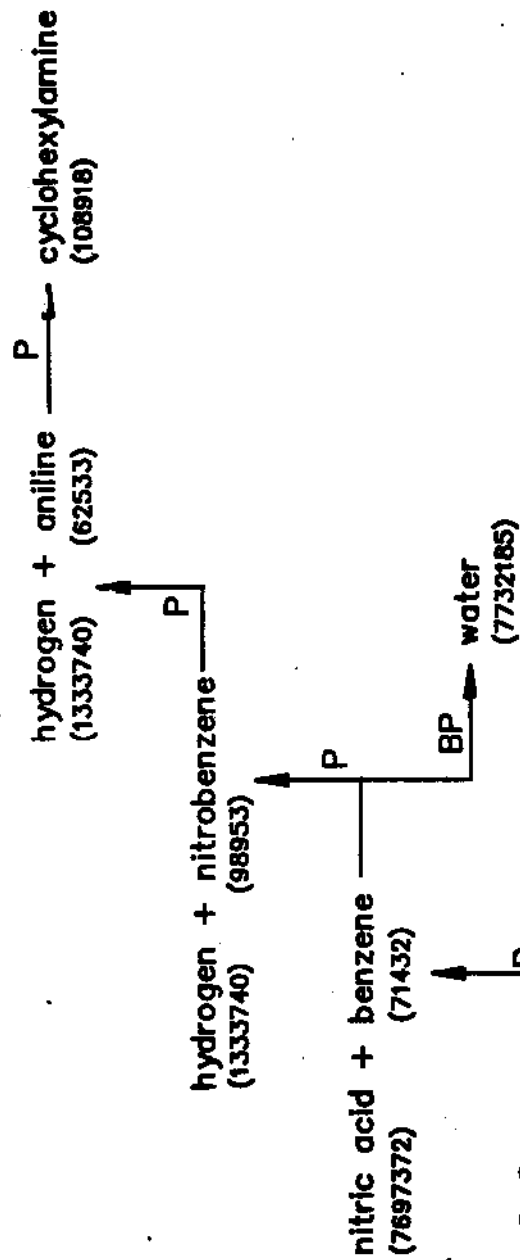 hydrogen + aniline P cyclohexylamine
(1333740) (62533) (108918)
P
hydrogen + nitrobenzene
(1333740) (98953)
P
nitric acid + benzene
(7697372) (71432)
BP
water
(7732185)